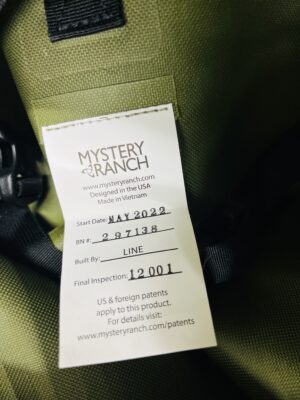 MYSTERY
RANCH
www.mysteryranch.com
Designed in the USA
Made in Vietnam
Start Date: MAY 2022
BN #: 297138
Built By: LINE
Final Inspection: 12001
US & foreign patents
apply to this product.
For details visit:
www.mysteryranch.com/patents